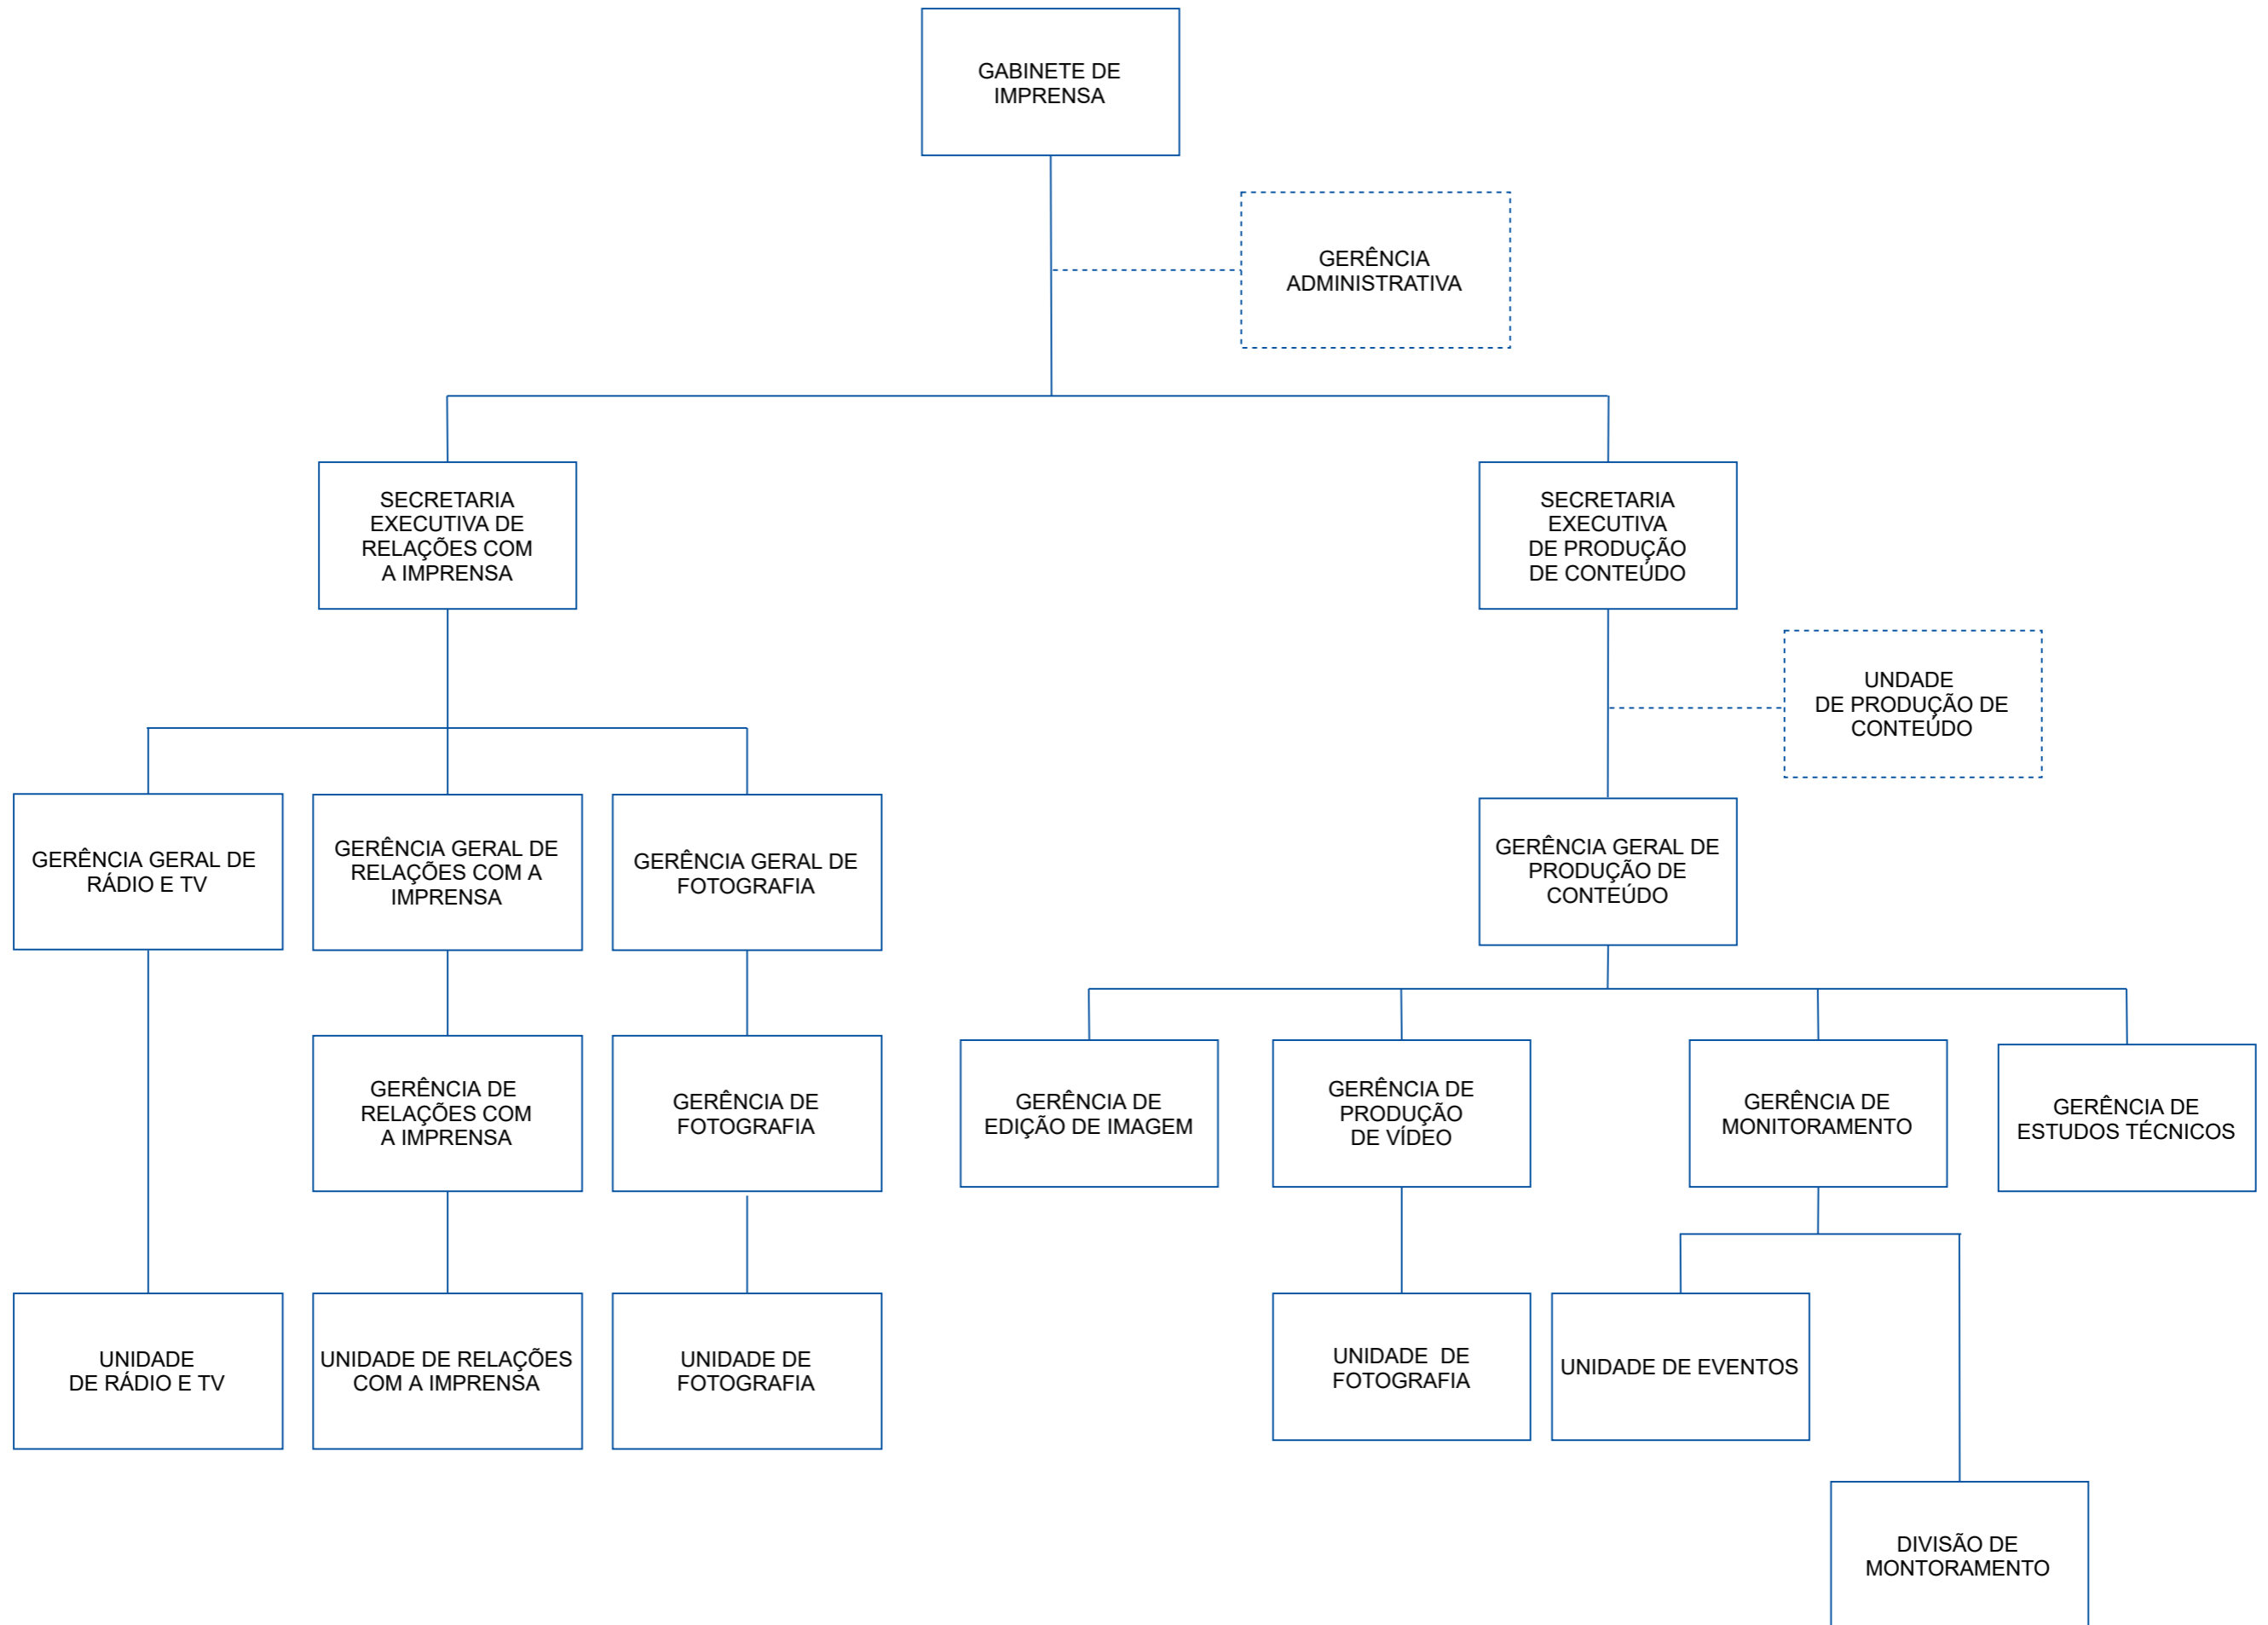 GABINETE DE
IMPRENSA
GERÊNCIA
ADMINISTRATIVA
SECRETARIA
EXECUTIVA DE
RELAÇÕES COM
A IMPRENSA
SECRETARIA
EXECUTIVA
DE PRODUÇÃO
DE CONTEÚDO
UNDADE
DE PRODUÇÃO DE
CONTEÚDO
GERÊNCIA GERAL DE
RÁDIO E TV
GERÊNCIA GERAL DE
RELAÇÕES COM A
IMPRENSA
GERÊNCIA GERAL DE
FOTOGRAFIA
GERÊNCIA GERAL DE
PRODUÇÃO DE
CONTEÚDO
GERÊNCIA DE
RELAÇÕES COM
A IMPRENSA
GERÊNCIA DE
FOTOGRAFIA
GERÊNCIA DE
EDIÇÃO DE IMAGEM
GERÊNCIA DE
PRODUÇÃO
DE VÍDEO
GERÊNCIA DE
MONITORAMENTO
GERÊNCIA DE
ESTUDOS TÉCNICOS
UNIDADE
DE RÁDIO E TV
UNIDADE DE RELAÇÕES
COM A IMPRENSA
UNIDADE DE
FOTOGRAFIA
UNIDADE  DE
FOTOGRAFIA
UNIDADE DE EVENTOS
DIVISÃO DE
MONTORAMENTO